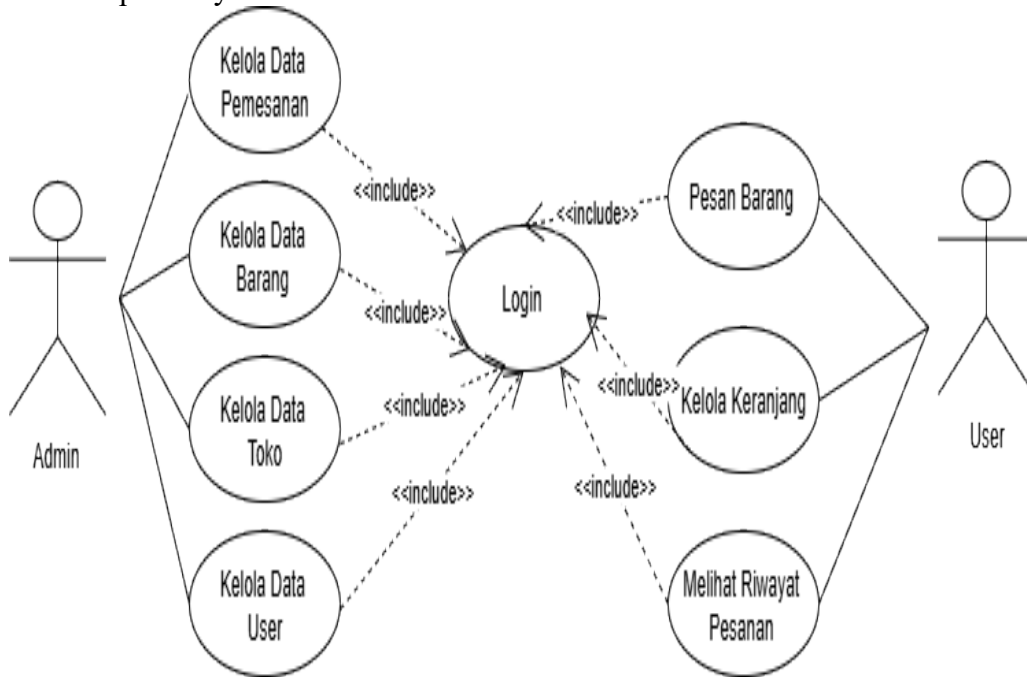 Kelola Data
Pemesanan
<<include>>
Kelola Data
Barang
<<include>>
Kelola Data
Toko
<<include>>
Kelola Data
User
<<include>>
Admin
Login
Pesan Barang
<<include>>
Kelola Keranjang
<<include>>
Melihat Riwayat
Pesanan
<<include>>
User